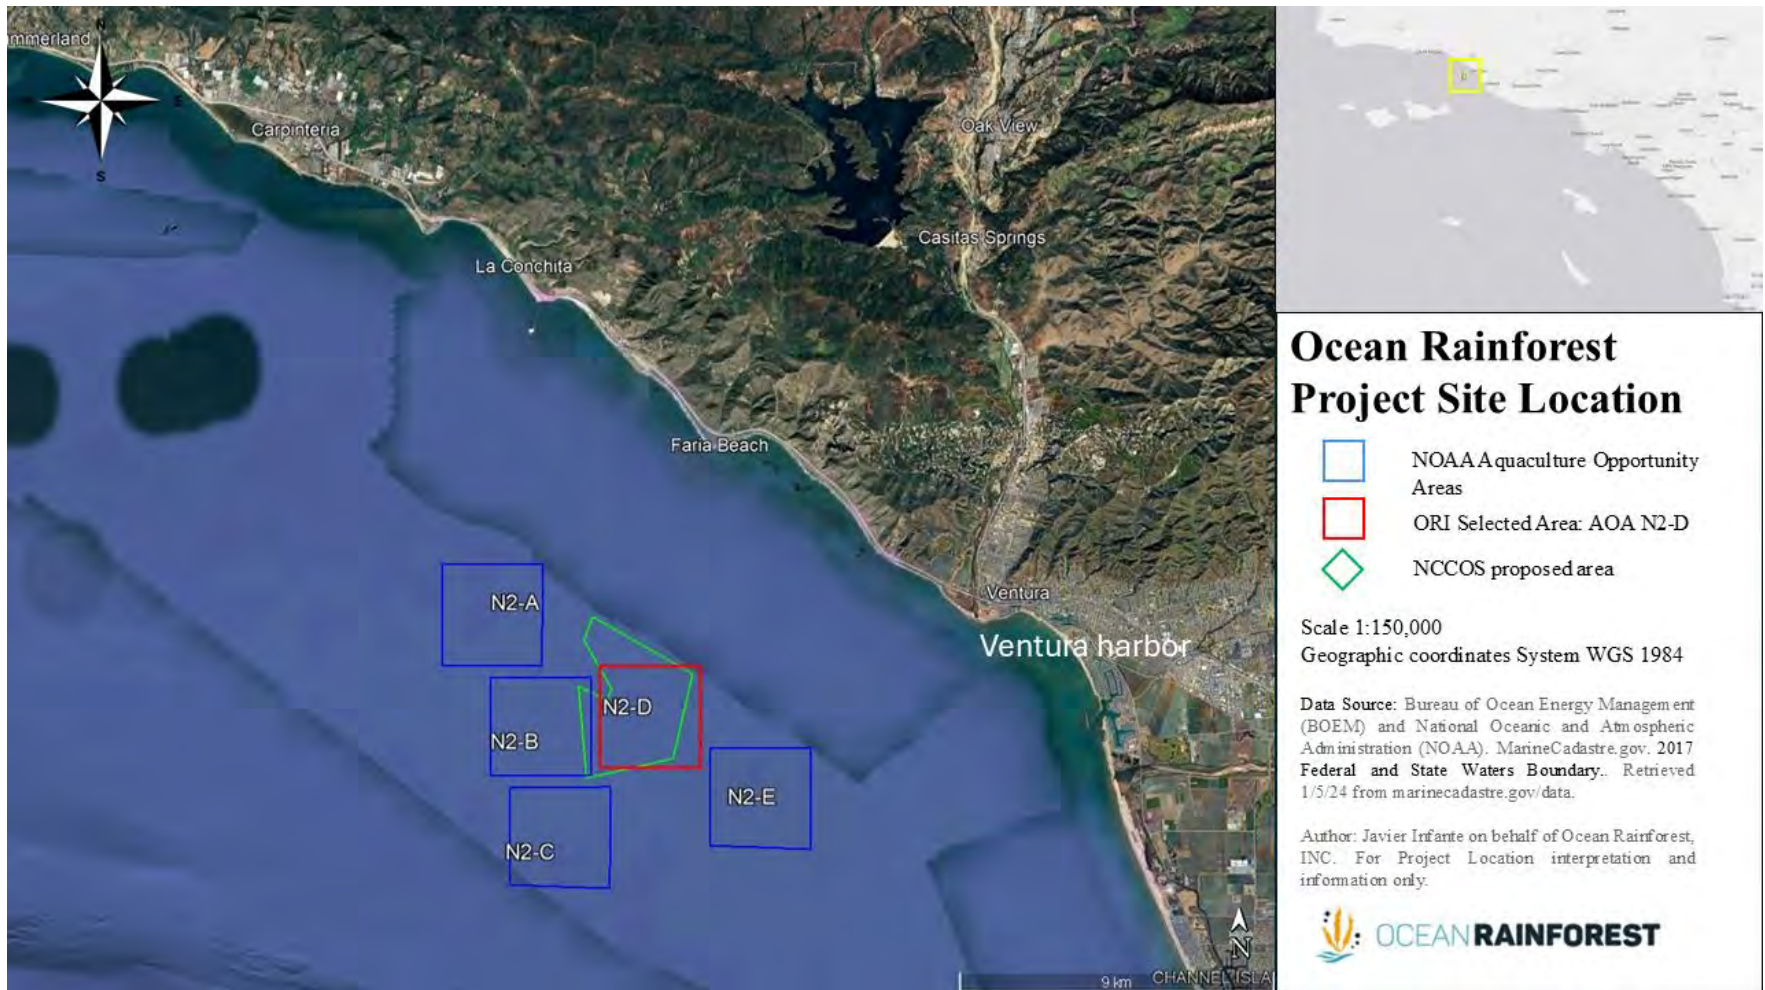 N
mmerland
E
S
Carpinteria
Oak View
Casitas Springs
La Conchita
Faria Beach
Ventura
Ventura harbor
N2-A
N2-D
N2-B
N2-E
N2-C
N
9 km
CHANNEL ISLA
Ocean Rainforest
Project Site Location
NOAA Aquaculture Opportunity
Areas
ORI Selected Area: AOA N2-D
NCCOS proposed area
Scale 1:150,000
Geographic coordinates System WGS 1984
Data Source: Bureau of Ocean Energy Management
(BOEM) and National Oceanic and Atmospheric
Administration (NOAA). MarineCadastre.gov. 2017
Federal and State Waters Boundary.. Retrieved
1/5/24 from marinecadastre.gov/data.
Author: Javier Infante on behalf of Ocean Rainforest,
INC. For Project Location interpretation and
information only.
OCEAN RAINFOREST